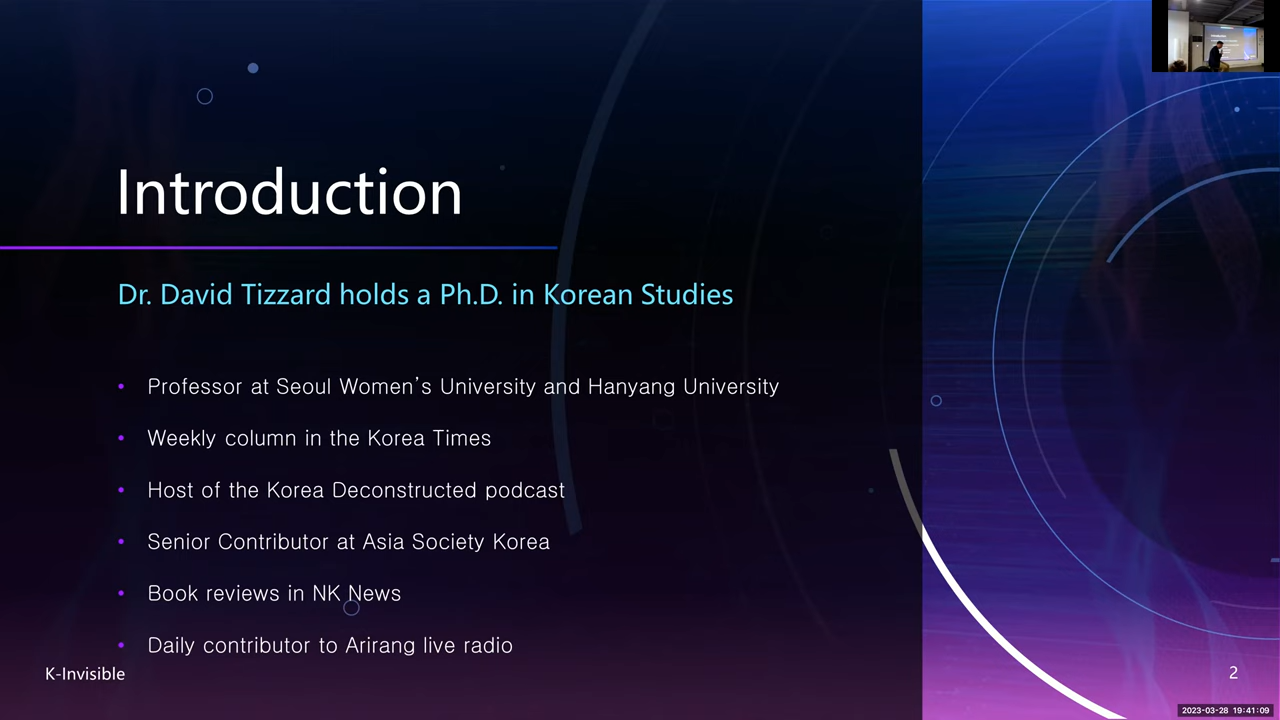 Introduction
Dr. David Tizzard holds a Ph.D. in Korean Studies
• Professor at Seoul Women’s University and Hanyang University
• Weekly column in the Korea Times
• Host of the Korea Deconstructed podcast
• Senior Contributor at Asia Society Korea
• Book reviews in NK News
• Daily contributor to Arirang live radio
K-Invisible
2
2023-03-28 19:41:09